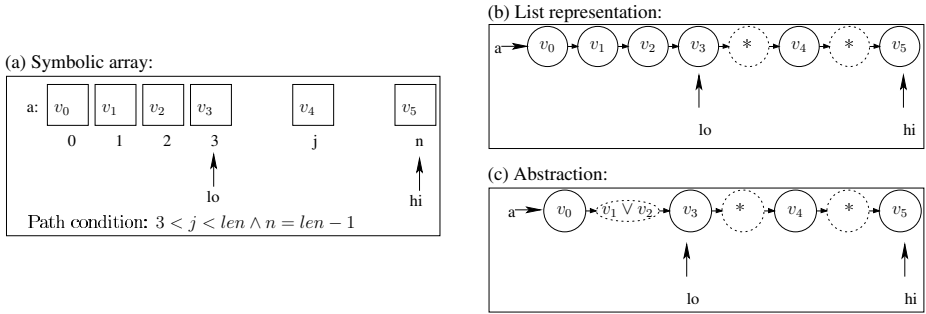 (a) Symbolic array:
a: v₀ v₁ v₂ v₃ v₄ v₅
0 1 2 3 j n
lo
hi
Path condition: 3 < j < len ∧ n = len − 1
(b) List representation:
a v₀ v₁ v₂ v₃ * v₄ * v₅
lo hi
(c) Abstraction:
a v₀ v₁ ∨ v₂ v₃ * v₄ * v₅
lo hi